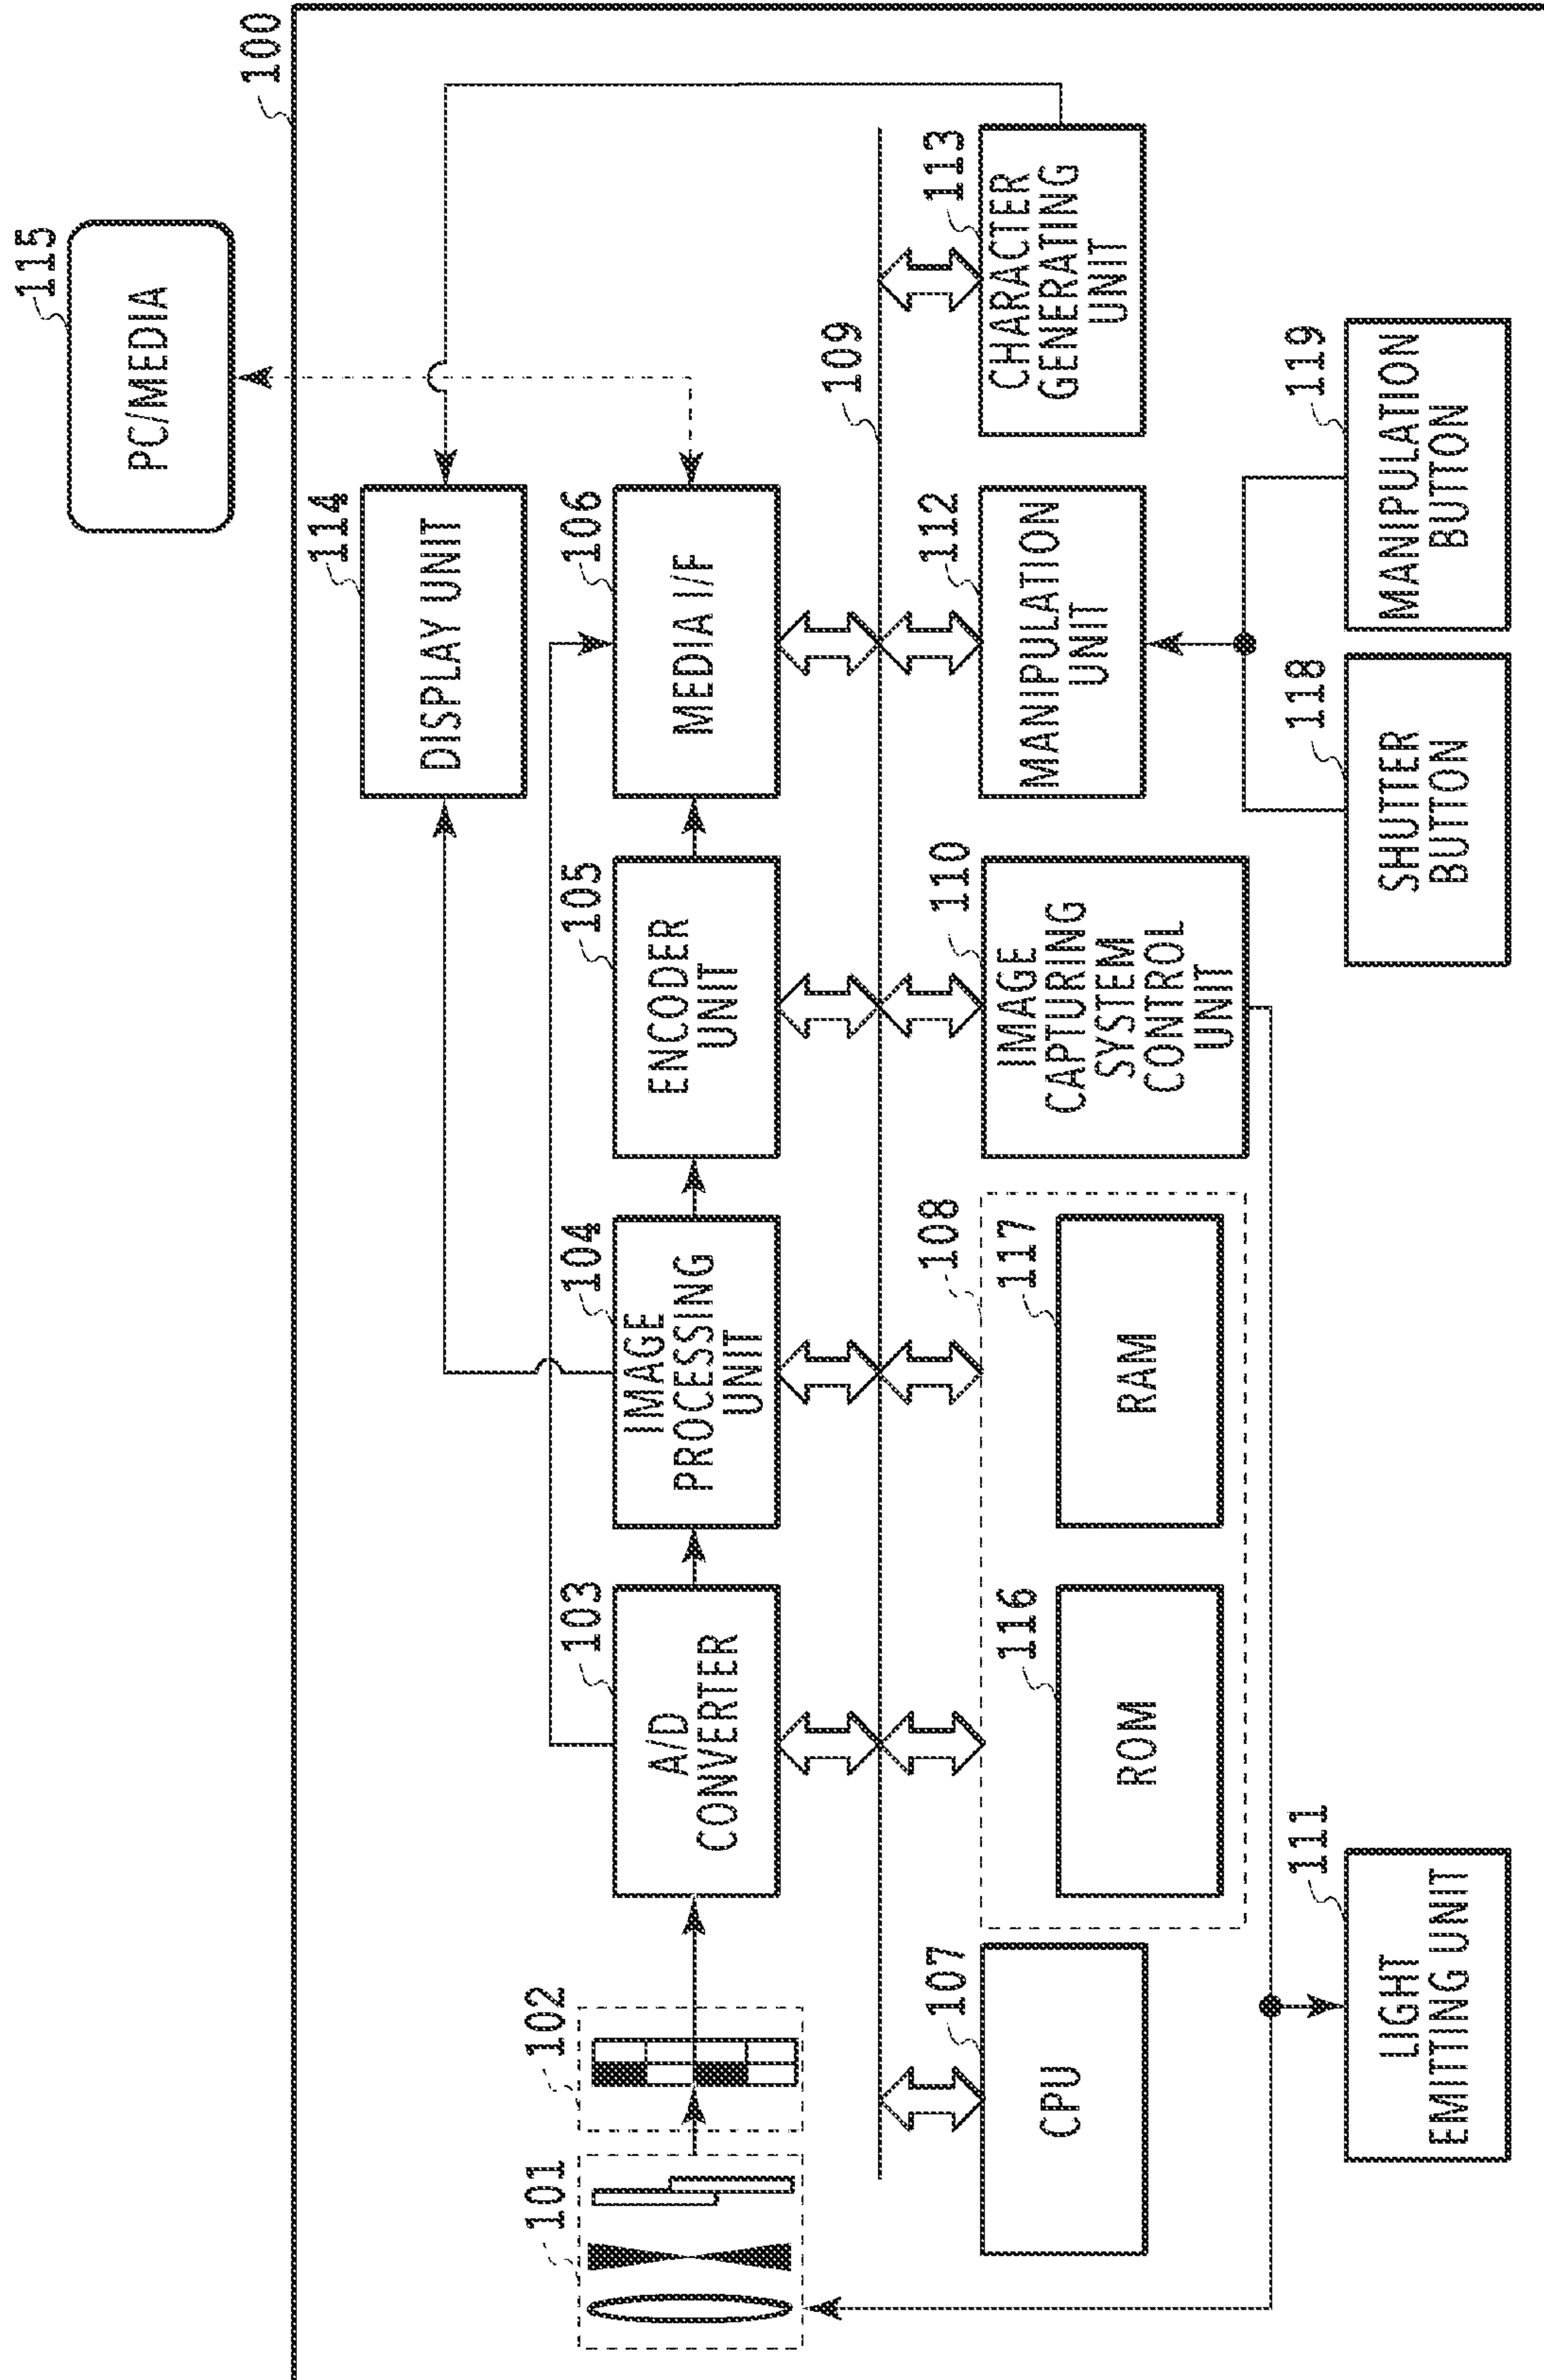 100
115
PC/MEDIA
114
DISPLAY UNIT
101
102
103
A/D
CONVERTER
104
IMAGE
PROCESSING
UNIT
105
ENCODER
UNIT
106
MEDIA I/F
109
107
CPU
108
116
ROM
117
RAM
110
IMAGE
CAPTURING
SYSTEM
CONTROL
UNIT
112
MANIPULATION
UNIT
113
CHARACTER
GENERATING
UNIT
111
LIGHT
EMITTING UNIT
118
SHUTTER
BUTTON
119
MANIPULATION
BUTTON